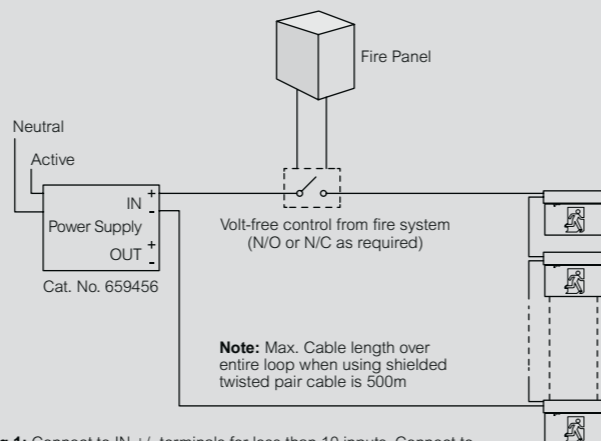 Fire Panel
Neutral
Active
IN +
-
Power Supply
OUT +
-
Cat. No. 659456
Volt-free control from fire system
(N/O or N/C as required)
Note: Max. Cable length over
entire loop when using shielded
twisted pair cable is 500m
1: Connect to IN +/- terminals for less than 10 inputs. Connect to